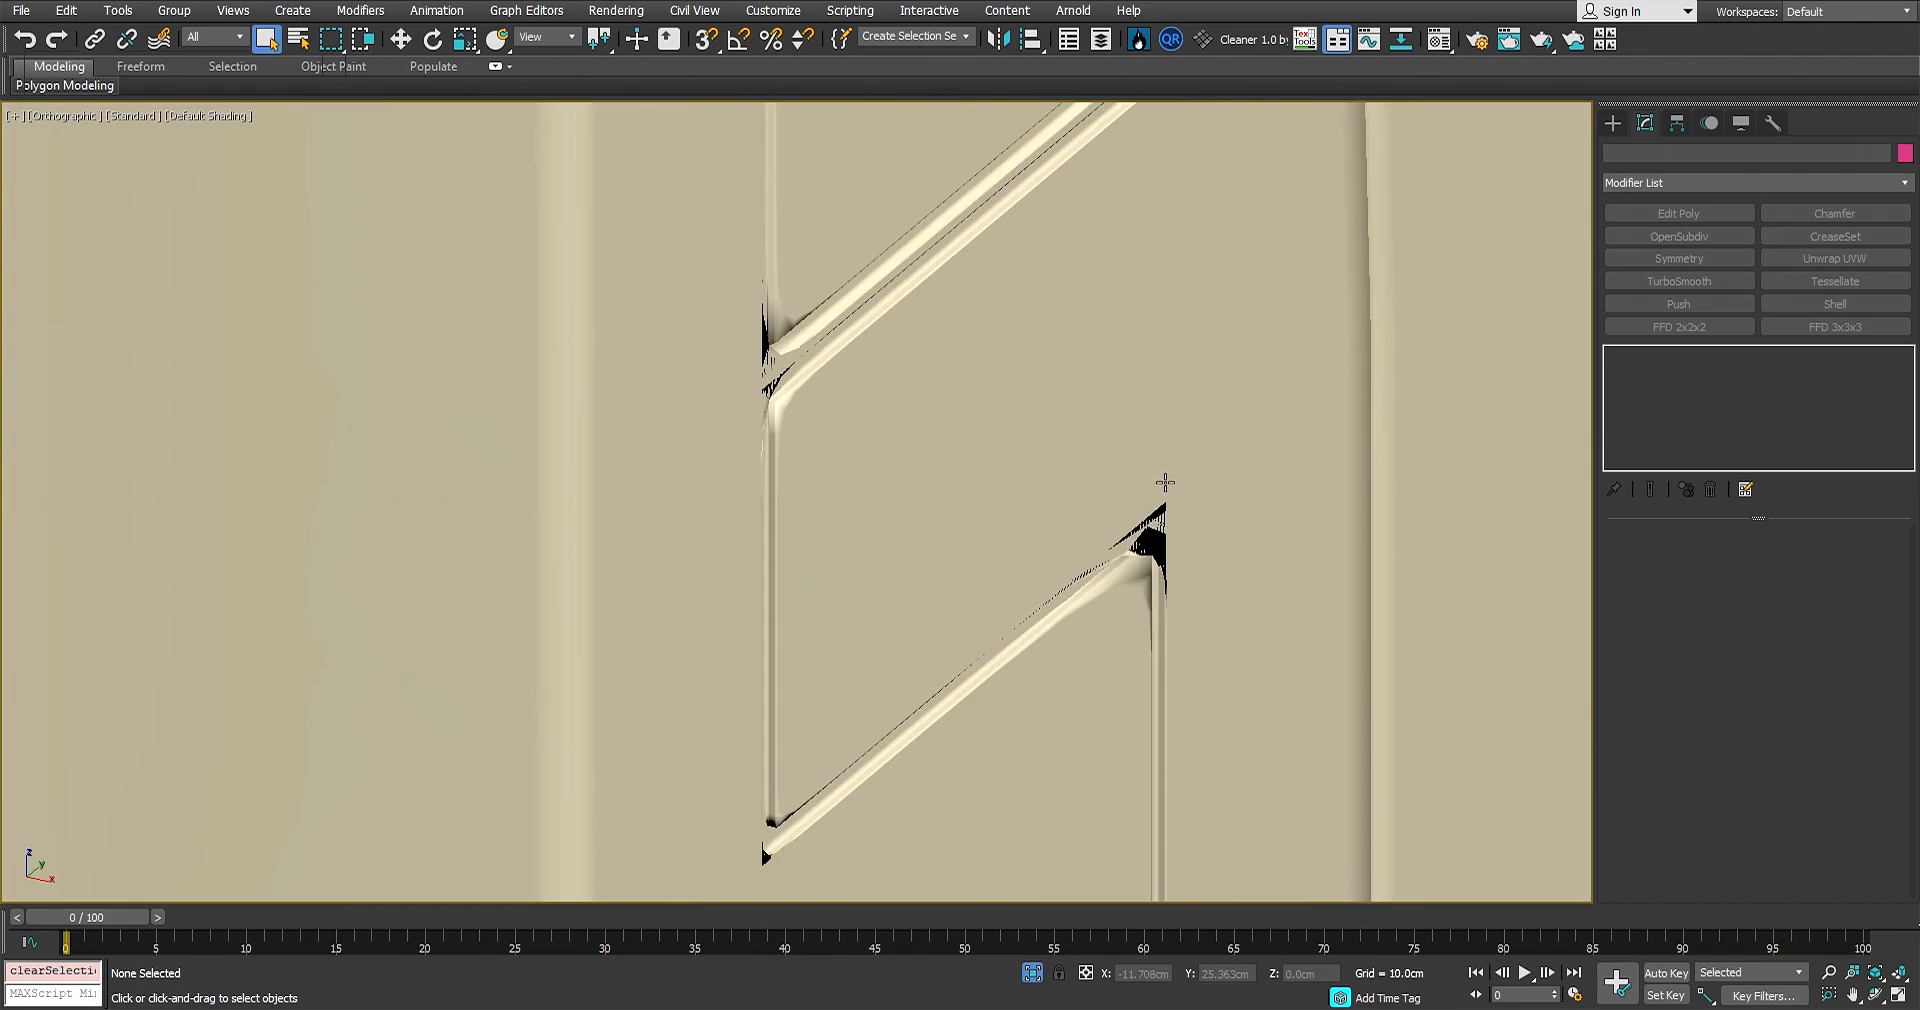 File Edit Tools Group Views Create Modifiers Animation Graph Editors Rendering Civil View Customize Scripting Interactive Content Arnold Help Sign In Workspaces: Default
All View Create Selection Se QR Cleaner 1.0 by Tex Tools
Modeling Freeform Selection Object Paint Populate
Polygon Modeling
[+] [Orthographic] [Standard] [Default Shading]
Modifier List
Edit Poly Chamfer
OpenSubdiv CreaseSet
Symmetry Unwrap UVW
TurboSmooth Tessellate
Push Shell
FFD 2x2x2 FFD 3x3x3
z
y
x
< 0 / 100 >
0 5 10 15 20 25 30 35 40 45 50 55 60 65 70 75 80 85 90 95 100
clearSelecti None Selected X: -11.708cm Y: 25.363cm Z: 0.0cm Grid = 10.0cm Auto Key Selected
MAXScript Mi Click or click-and-drag to select objects Add Time Tag 0 Set Key Key Filters...